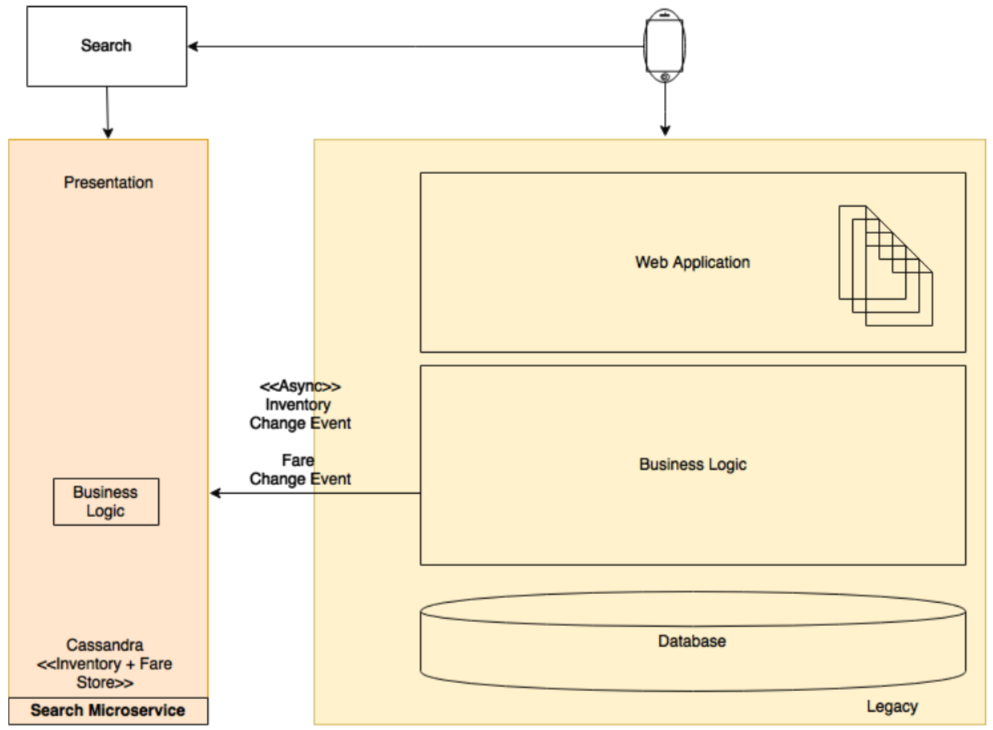 Search
Presentation
Web Application
<<Async>>
Inventory
Change Event
Fare
Change Event
Business Logic
Business
Logic
Database
Cassandra
<<Inventory + Fare
Store>>
Search Microservice
Legacy